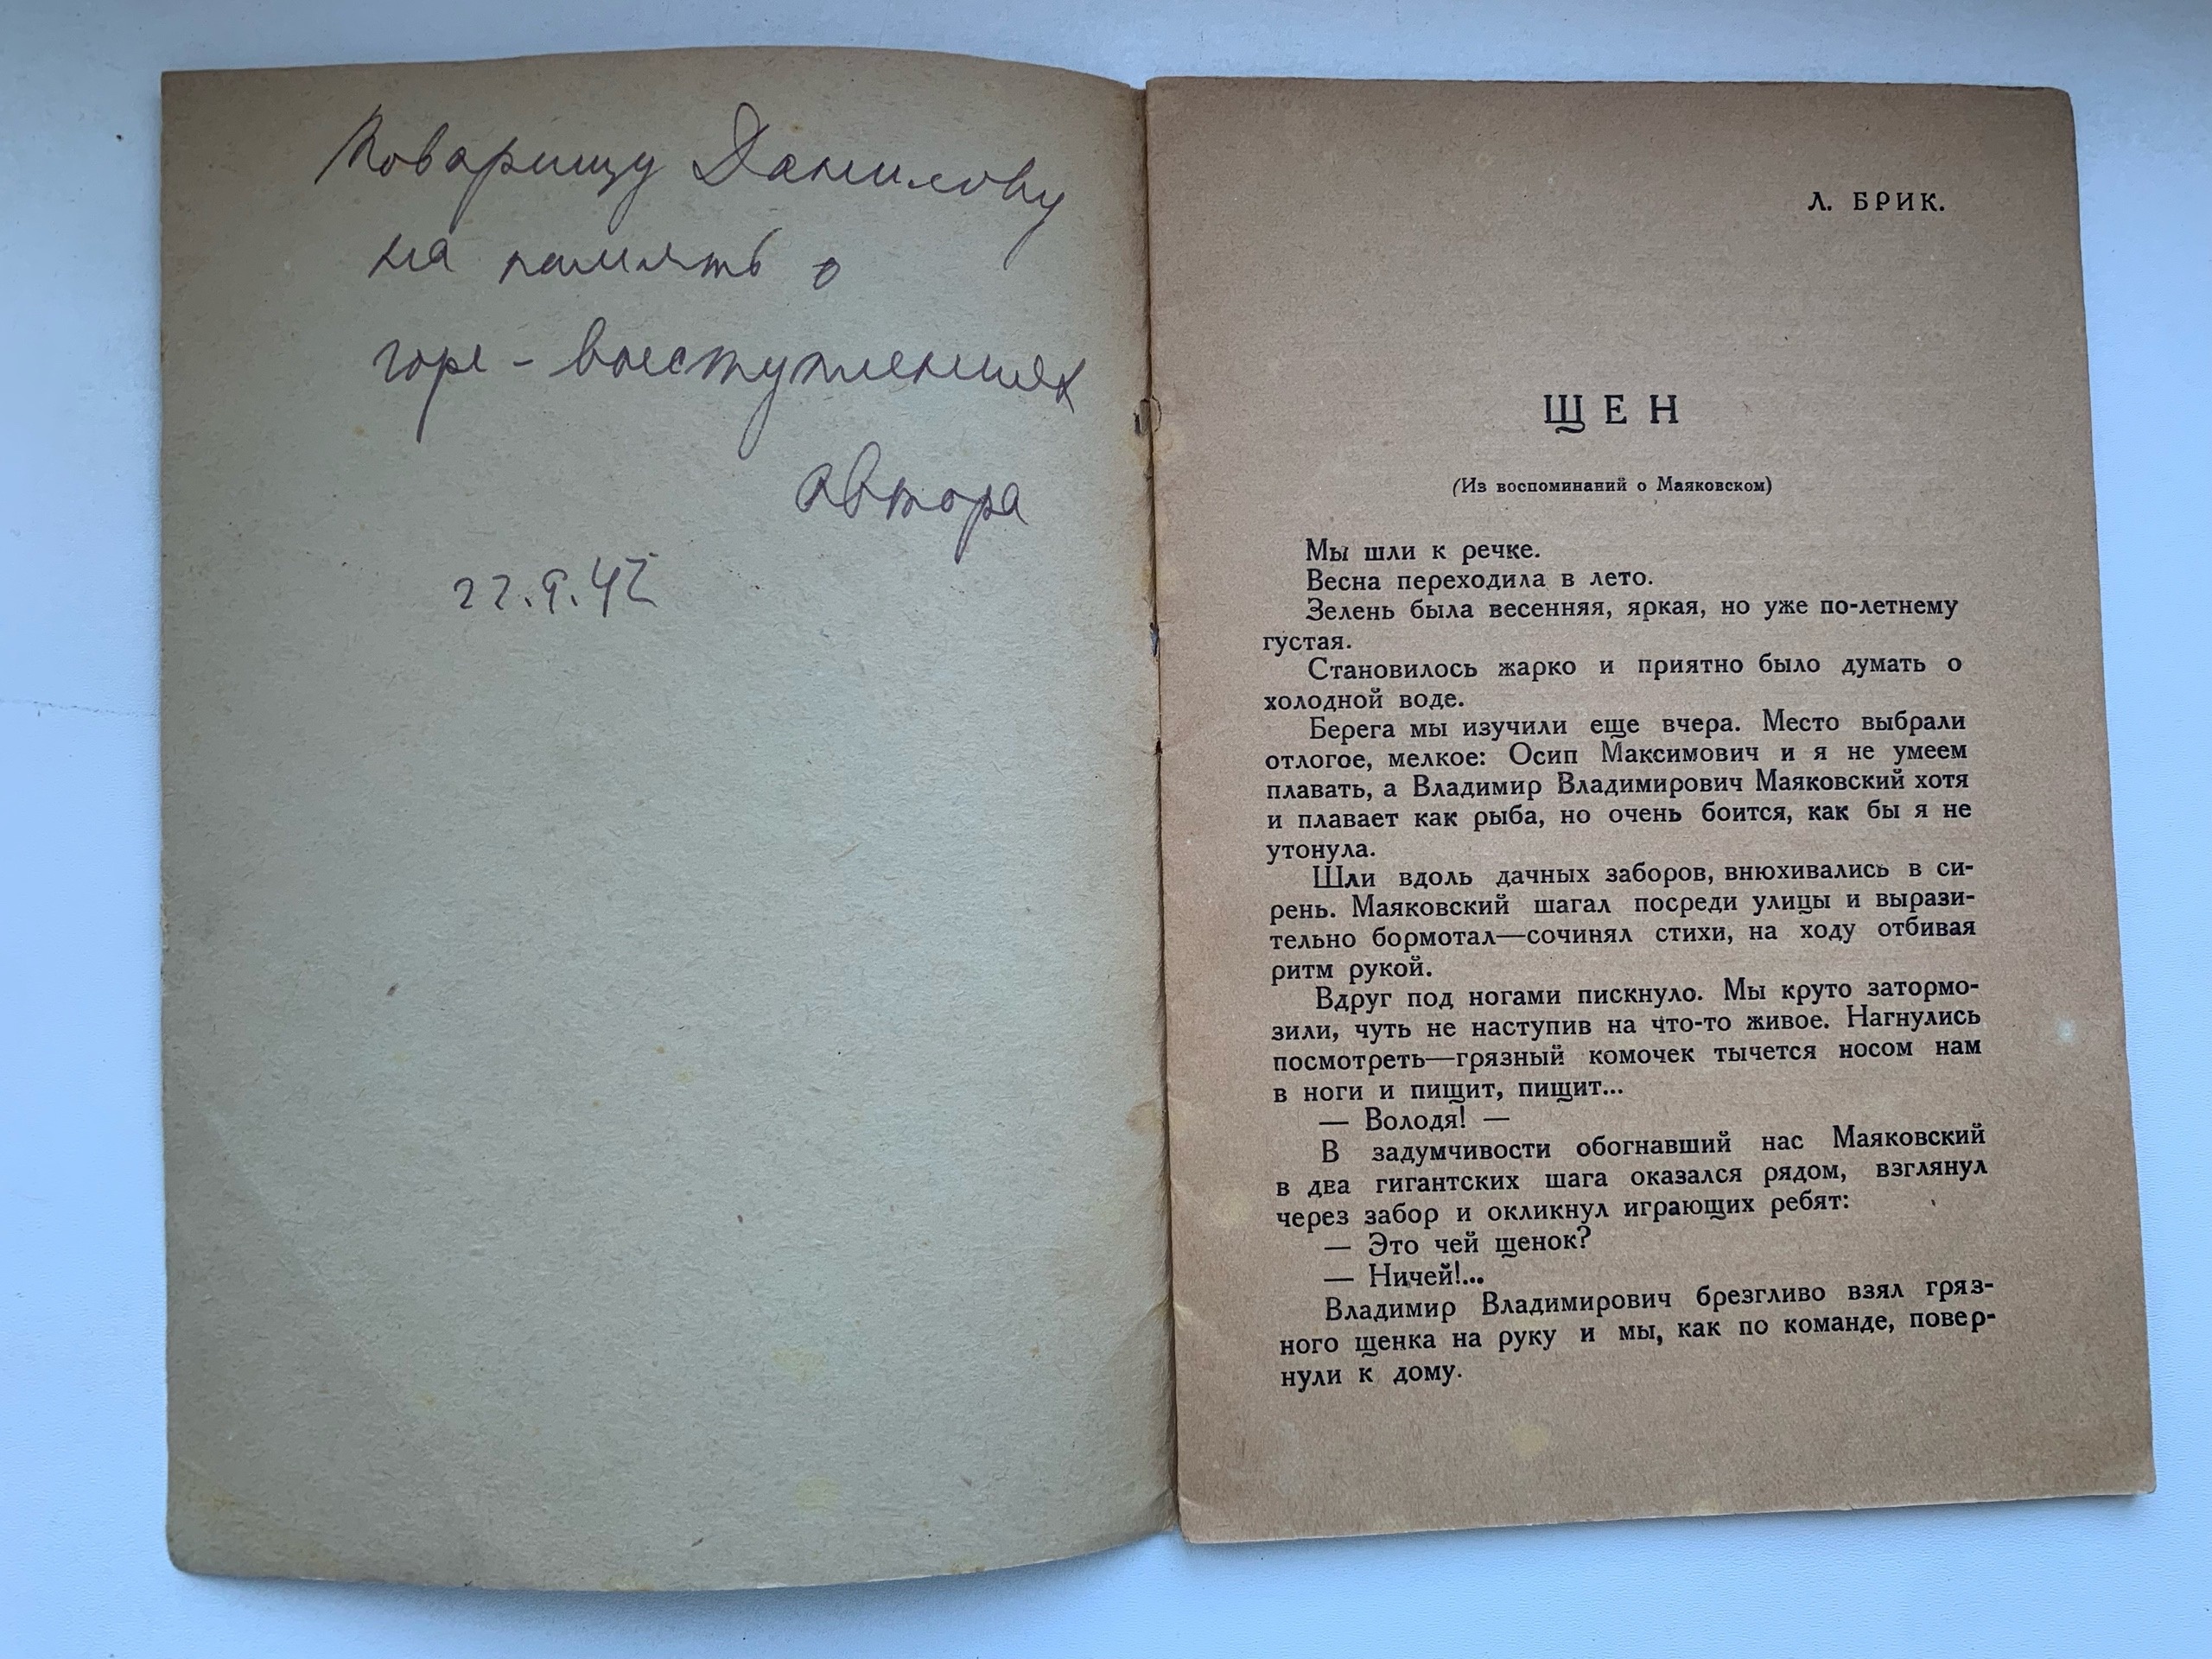 Товарищу Данилову
на память о
горе-выступлениях
автора
22.9.42
Л. БРИК.
ЩЕН
(Из воспоминаний о Маяковском)
Мы шли к речке.
Весна переходила в лето.
Зелень была весенняя, яркая, но уже по-летнему
густая.
Становилось жарко и приятно было думать о
холодной воде.
Берега мы изучили еще вчера. Место выбрали
отлогое, мелкое: Осип Максимович и я не умеем
плавать, а Владимир Владимирович Маяковский хотя
и плавает как рыба, но очень боится, как бы я не
утонула.
Шли вдоль дачных заборов, внюхивались в си-
рень. Маяковский шагал посреди улицы и вырази-
тельно бормотал—сочинял стихи, на ходу отбивая
ритм рукой.
Вдруг под ногами пискнуло. Мы круто затормо-
зили, чуть не наступив на что-то живое. Нагнулись
посмотреть—грязный комочек тычется носом нам
в ноги и пищит, пищит...
— Володя! —
В задумчивости обогнавший нас Маяковский
в два гигантских шага оказался рядом, взглянул
через забор и окликнул играющих ребят:
— Это чей щенок?
— Ничей!...
Владимир Владимирович брезгливо взял гряз-
ного щенка на руку и мы, как по команде, повер-
нули к дому.